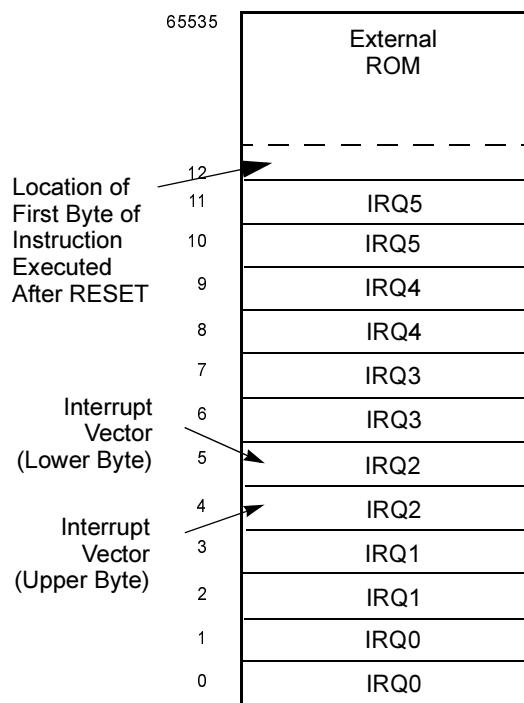 65535
External
ROM
12
Location of
First Byte of
Instruction
Executed
After RESET
11
IRQ5
10
IRQ5
9
IRQ4
8
IRQ4
7
IRQ3
Interrupt
Vector
(Lower Byte)
6
IRQ3
5
IRQ2
4
IRQ2
Interrupt
Vector
(Upper Byte)
3
IRQ1
2
IRQ1
1
IRQ0
0
IRQ0